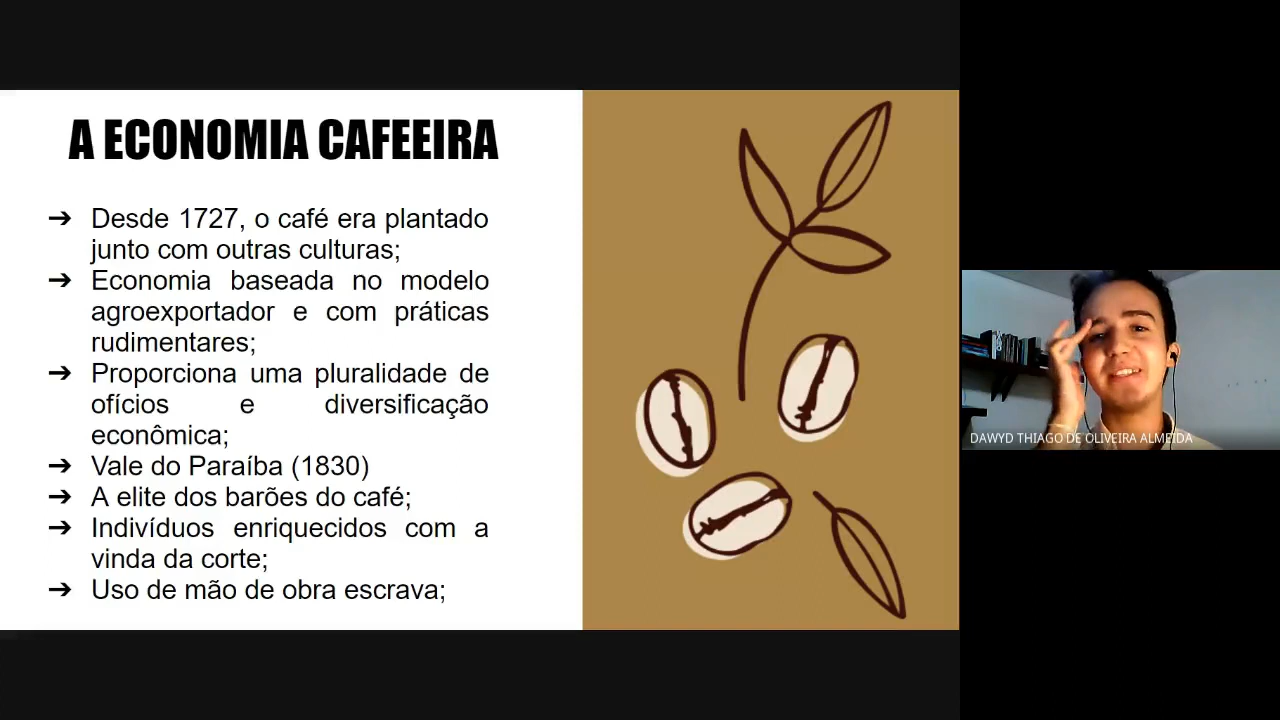 A ECONOMIA CAFEEIRA
➔ Desde 1727, o café era plantado
junto com outras culturas;
➔ Economia baseada no modelo
agroexportador e com práticas
rudimentares;
➔ Proporciona uma pluralidade de
ofícios e diversificação
econômica;
➔ Vale do Paraíba (1830)
➔ A elite dos barões do café;
➔ Indivíduos enriquecidos com a
vinda da corte;
➔ Uso de mão de obra escrava;
DAWYD THIAGO DE OLIVEIRA ALMEIDA